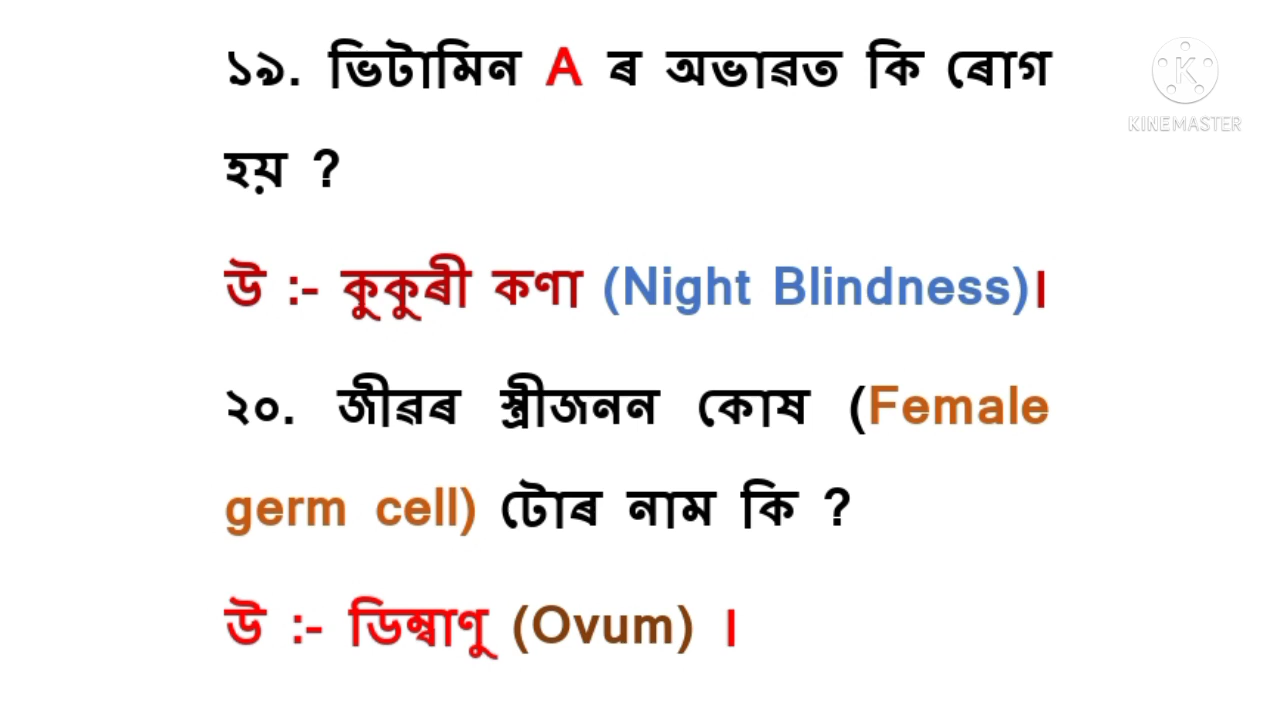 ১৯. ভিটামিন A ৰ অভাৱত কি ৰোগ
হয় ?
উ :- কুকুৰী কণা (Night Blindness)।
২০. জীৱৰ স্ত্ৰীজনন কোষ (Female
germ cell) টোৰ নাম কি ?
উ :- ডিম্বাণু (Ovum) ।
K
KINEMASTER